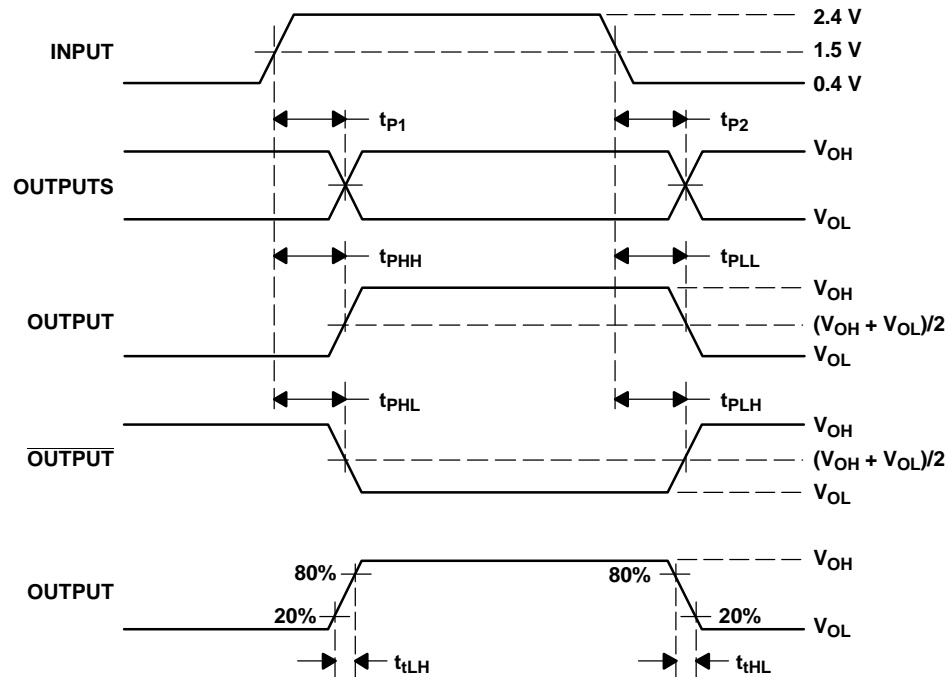 2.4 V
INPUT
1.5 V
0.4 V
tP1
tP2
VOH
OUTPUTS
VOL
tPHH
tPLL
VOH
OUTPUT
(VOH + VOL)/2
VOL
tPHL
tPLH
VOH
OUTPUT
(VOH + VOL)/2
VOL
VOH
80%
80%
OUTPUT
20%
20%
VOL
ttLH
ttHL